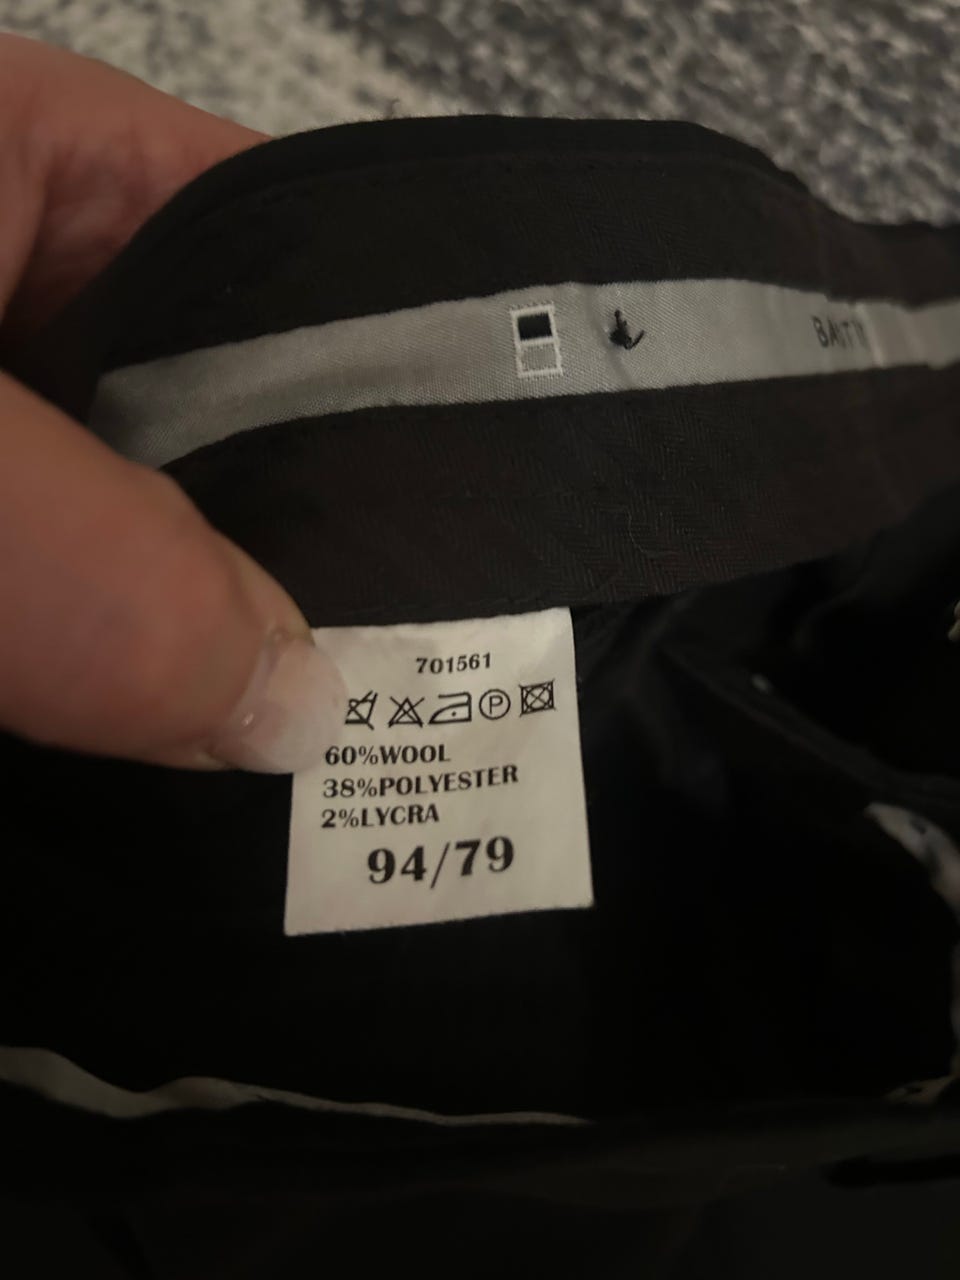 701561
P
60%WOOL
38%POLYESTER
2%LYCRA
94/79